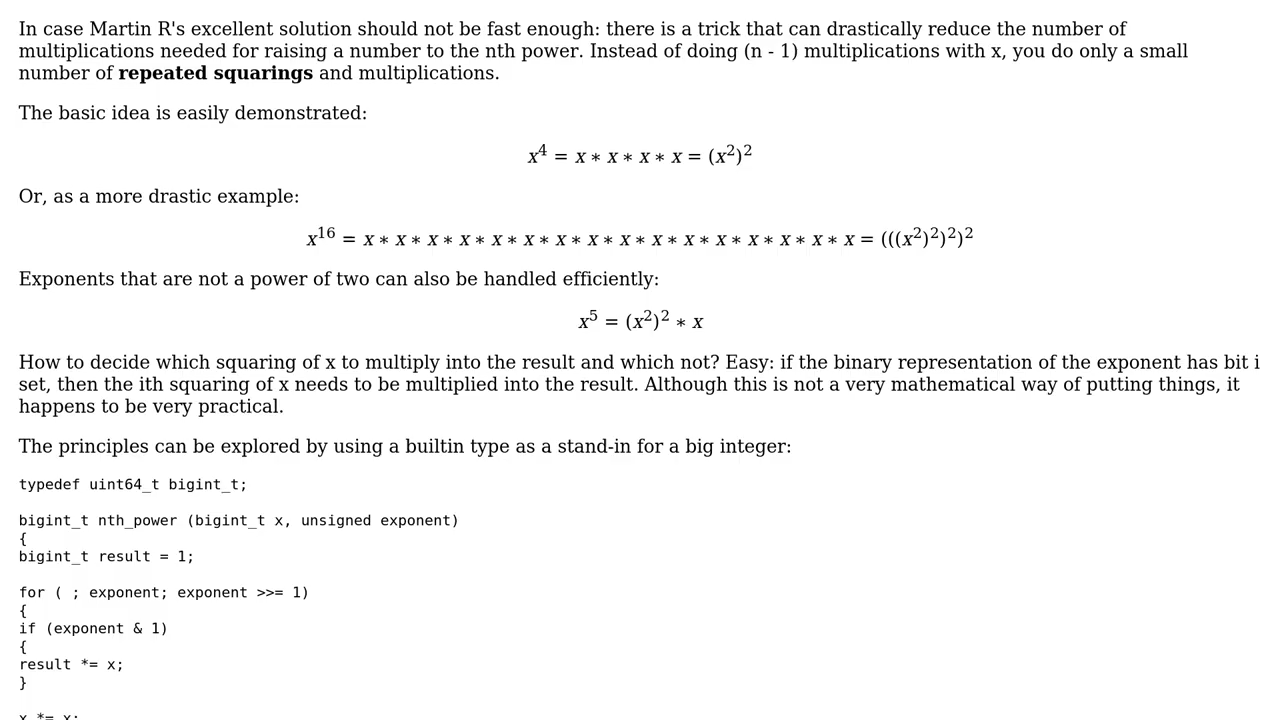 In case Martin R's excellent solution should not be fast enough: there is a trick that can drastically reduce the number of
multiplications needed for raising a number to the nth power. Instead of doing (n - 1) multiplications with x, you do only a small
number of repeated squarings and multiplications.
The basic idea is easily demonstrated:
x⁴ = x ∗ x ∗ x ∗ x = (x²)²
Or, as a more drastic example:
x¹⁶ = x ∗ x ∗ x ∗ x ∗ x ∗ x ∗ x ∗ x ∗ x ∗ x ∗ x ∗ x ∗ x ∗ x ∗ x ∗ x = (((x²)²)²)²
Exponents that are not a power of two can also be handled efficiently:
x⁵ = (x²)² ∗ x
How to decide which squaring of x to multiply into the result and which not? Easy: if the binary representation of the exponent has bit i
set, then the ith squaring of x needs to be multiplied into the result. Although this is not a very mathematical way of putting things, it
happens to be very practical.
The principles can be explored by using a builtin type as a stand-in for a big integer:
typedef uint64_t bigint_t;
bigint_t nth_power (bigint_t x, unsigned exponent)
{
bigint_t result = 1;
for ( ; exponent; exponent >>= 1)
{
if (exponent & 1)
{
result *= x;
}
x *= x;